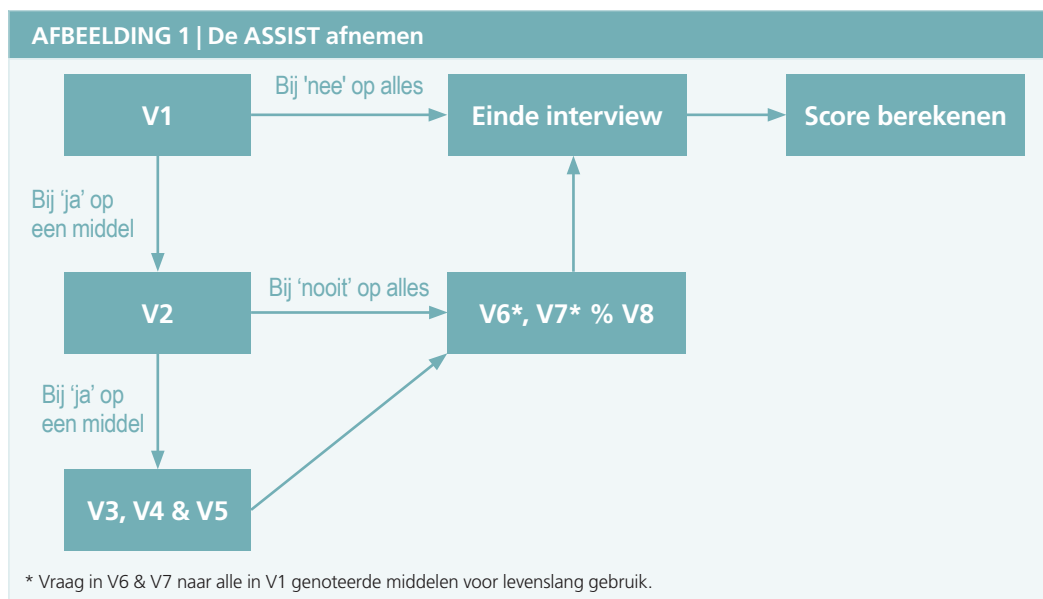 AFBEELDING 1 | De ASSIST afnemen
Bij 'nee' op alles
V1
Einde interview
Score berekenen
Bij ‘ja’ op
een middel
Bij ‘nooit’ op alles
V2
V6*, V7* % V8
Bij ‘ja’ op
een middel
V3, V4 & V5
* Vraag in V6 & V7 naar alle in V1 genoteerde middelen voor levenslang gebruik.